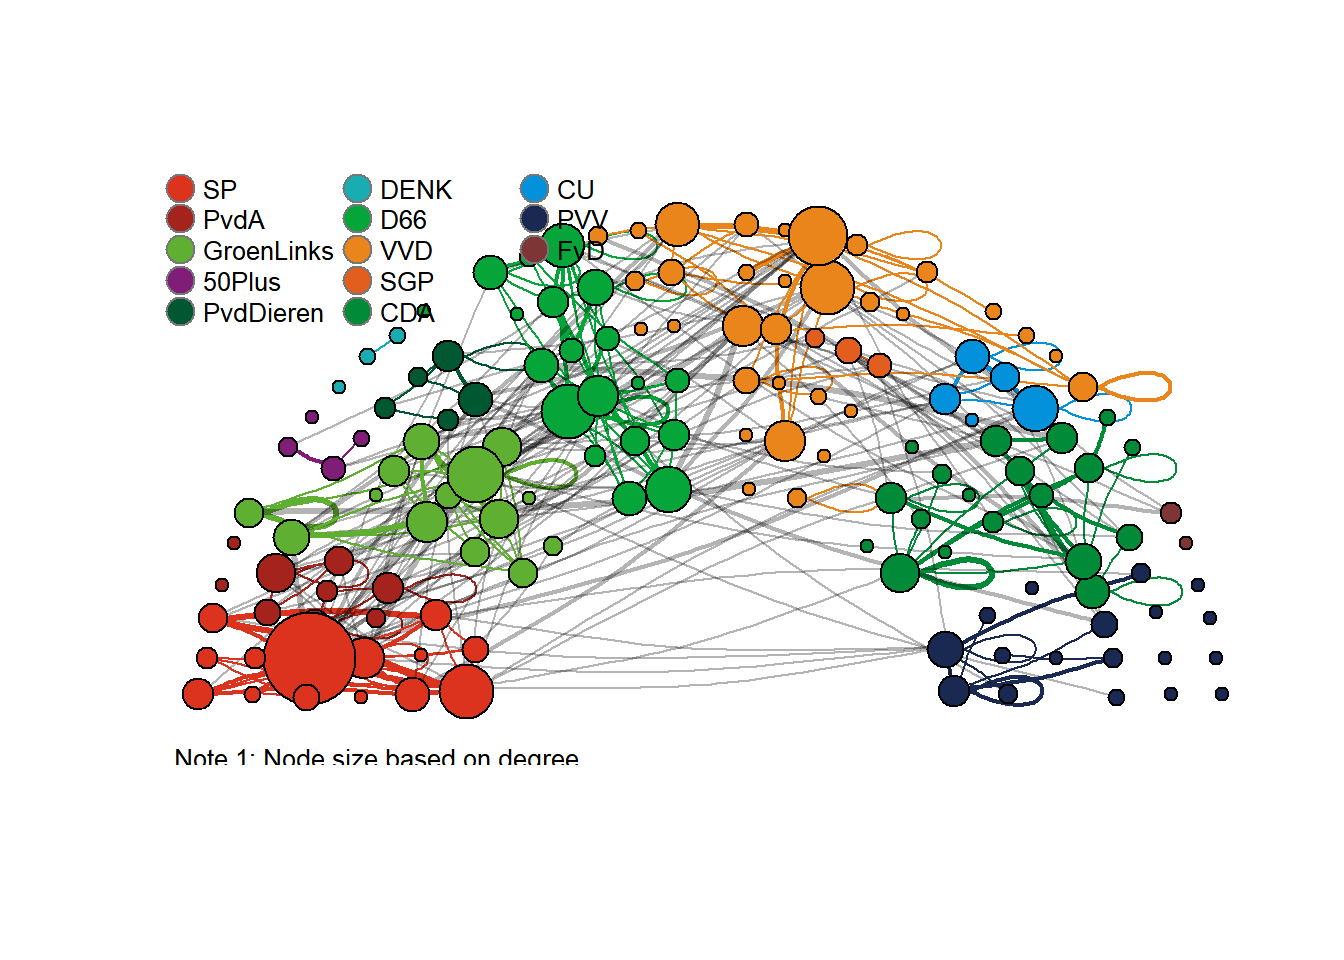 SP
PvdA
GroenLinks
50Plus
PvdDieren
DENK
D66
VVD
SGP
CDA
CU
PVV
FvD
Note 1: Node size based on degree